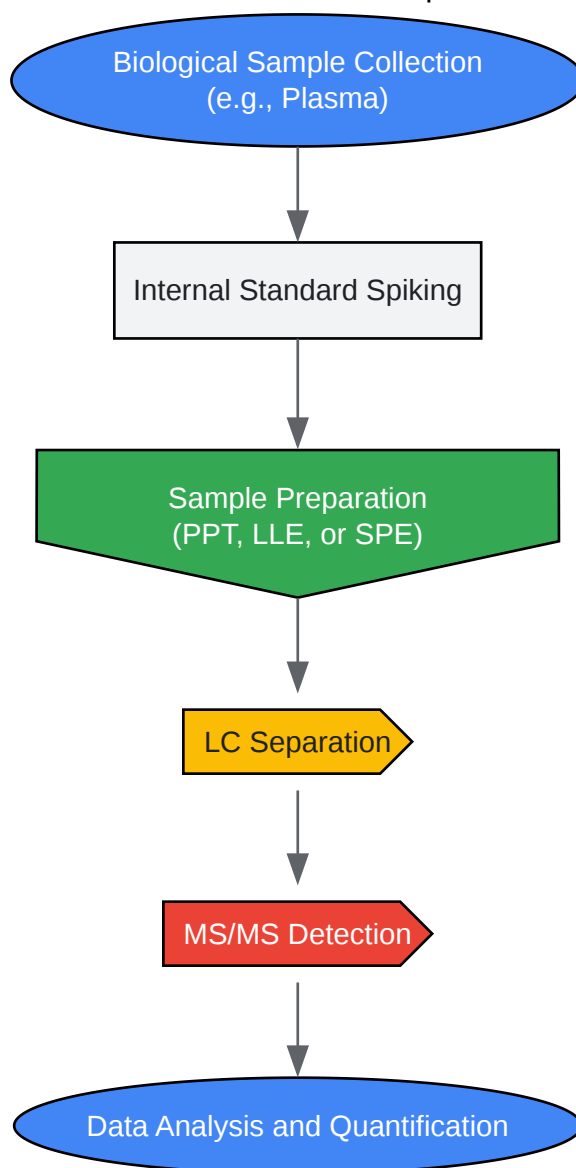 Biological Sample Collection
(e.g., Plasma)
Internal Standard Spiking
Sample Preparation
(PPT, LLE, or SPE)
LC Separation
MS/MS Detection
Data Analysis and Quantification